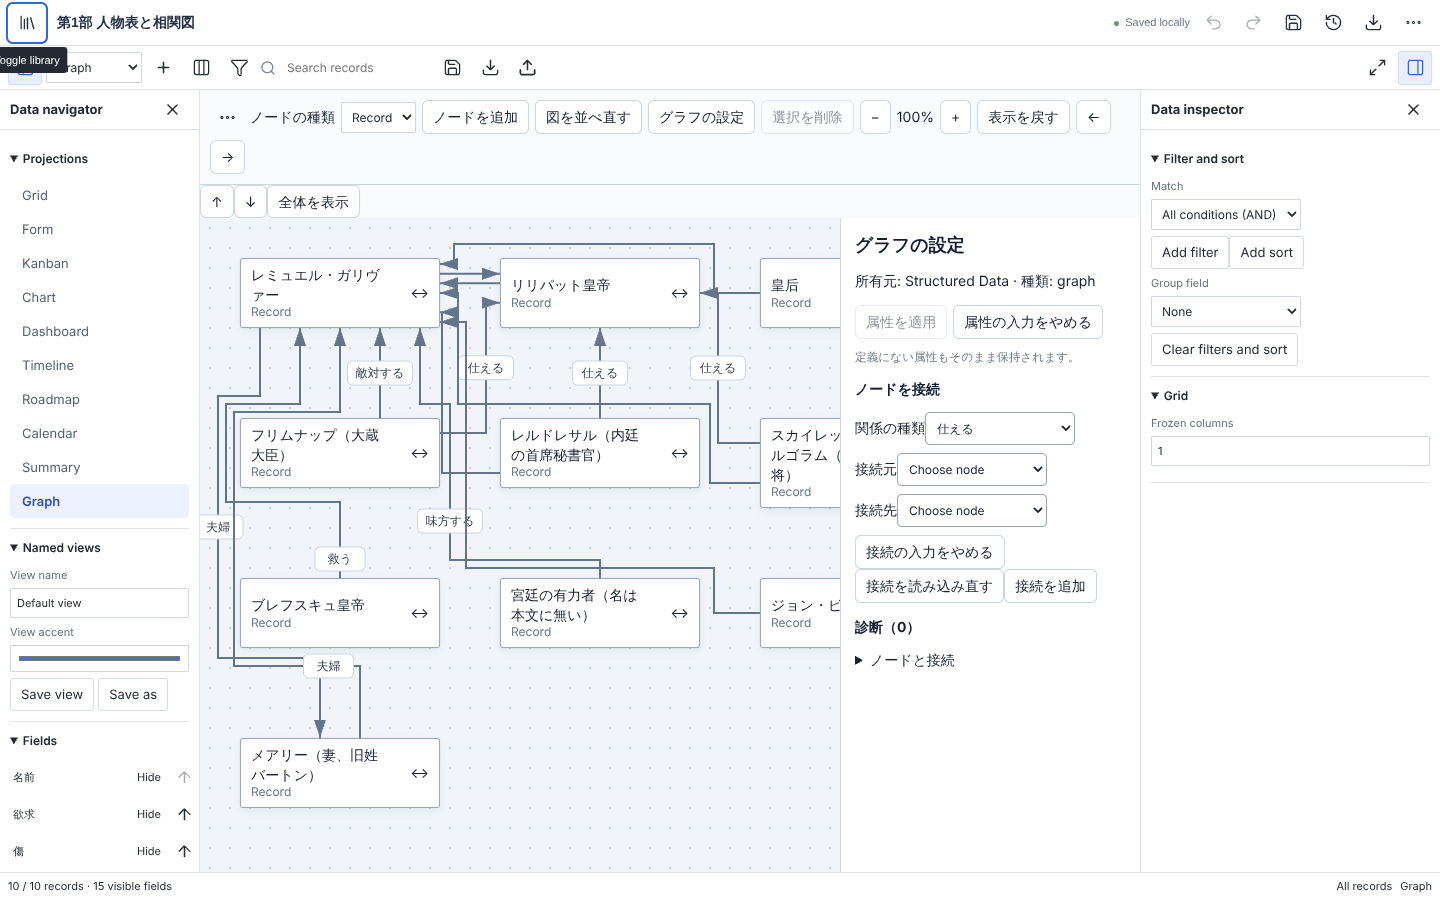 第1部 人物表と相関図
Saved locally
Toggle library
Graph
Search records
Data navigator
Projections
Grid
Form
Kanban
Chart
Dashboard
Timeline
Roadmap
Calendar
Summary
Graph
Named views
View name
Default view
View accent
Save view Save as
Fields
名前 Hide
欲求 Hide
傷 Hide
ノードの種類 Record ノードを追加 図を並べ直す グラフの設定 選択を削除 − 100% + 表示を戻す ←
→
↑ ↓ 全体を表示
レミュエル・ガリヴ
ァー
Record
リリパット皇帝
Record
皇后
Record
敵対する
仕える
仕える
仕える
フリムナップ（大蔵
大臣）
Record
レルドレサル（内廷
の首席秘書官）
Record
スカイレッ
ルゴラム（
将）
Record
夫婦
味方する
救う
ブレフスキュ皇帝
Record
宮廷の有力者（名は
本文に無い）
Record
ジョン・ビ
Record
夫婦
メアリー（妻、旧姓
バートン）
Record
グラフの設定
所有元: Structured Data · 種類: graph
属性を適用 属性の入力をやめる
定義にない属性もそのまま保持されます。
ノードを接続
関係の種類 仕える
接続元 Choose node
接続先 Choose node
接続の入力をやめる
接続を読み込み直す 接続を追加
診断（0）
ノードと接続
Data inspector
Filter and sort
Match
All conditions (AND)
Add filter Add sort
Group field
None
Clear filters and sort
Grid
Frozen columns
1
10 / 10 records · 15 visible fields
All records Graph